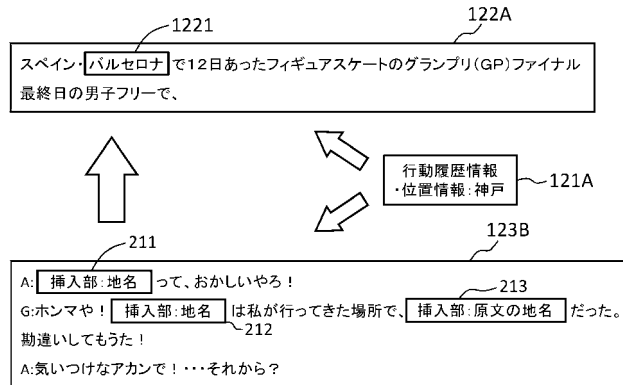 1221
122A
スペイン・バルセロナで12日あったフィギュアスケートのグランプリ(GP)ファイナル
最終日の男子フリーで、
行動履歴情報
・位置情報:神戸
121A
123B
211
A: 挿入部:地名 って、おかしいやろ!
213
G:ホンマや! 挿入部:地名 は私が行ってきた場所で、 挿入部:原文の地名 だった。
212
勘違いしてもうた!
A:気いつけなアカンで!・・・それから?